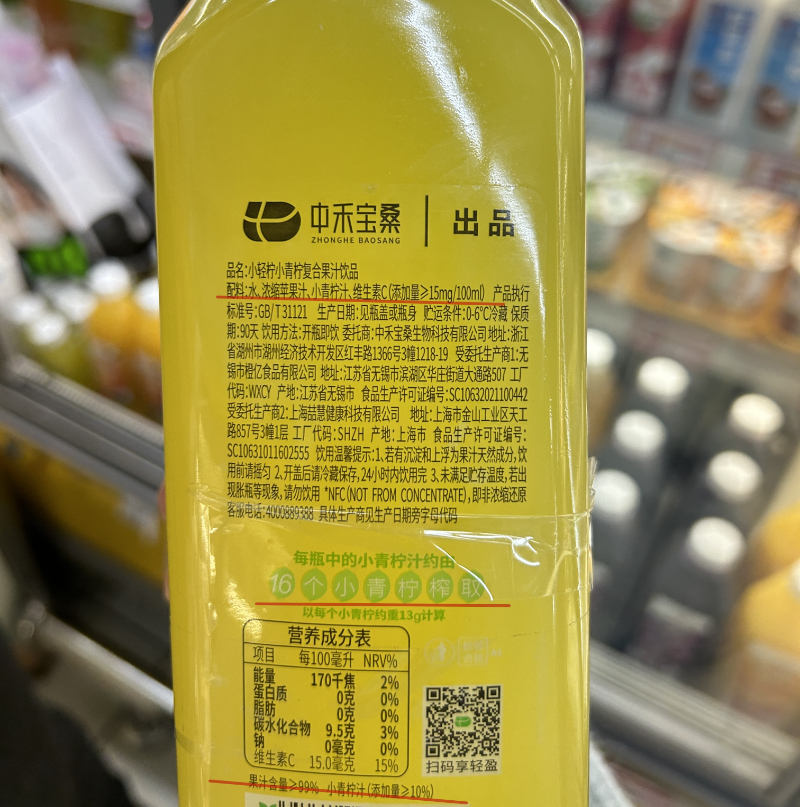 中禾宝桑 出品
ZHONGHE BAOSANG
品名:小轻柠小青柠复合果汁饮品
配料:水、浓缩苹果汁、小青柠汁、维生素C(添加量≥15mg/100ml) 产品执行
标准号:GB/T 31121 生产日期:见瓶盖或瓶身 贮运条件:0-6°C冷藏 保质
期:90天 饮用方法:开瓶即饮 委托商:中禾宝桑生物科技有限公司 地址:浙江
省湖州市湖州经济技术开发区红丰路1366号3幢1218-19 受委托生产商1:无
锡市橙亿食品有限公司 地址:江苏省无锡市滨湖区华庄街道大通路507 工厂
代码:WXCY 产地:江苏省无锡市 食品生产许可证编号:SC10632021100442
受委托生产商2:上海喆慧健康科技有限公司 地址:上海市金山工业区天工
路857号3幢1层 工厂代码:SHZH 产地:上海市 食品生产许可证编号:
SC10631011602555 饮用温馨提示:1.若有沉淀和上浮为果汁天然成分,饮
用前请摇匀 2.开盖后请冷藏保存,24小时内饮用完 3.未满足贮存温度,若出
现胀瓶等现象,请勿饮用 *NFC(NOT FROM CONCENTRATE),即非浓缩还原
客服电话:4000889388 具体生产商见生产日期旁字母代码
每瓶中的小青柠汁约由
16个小青柠榨取
以每个小青柠约重13g计算
营养成分表
项目 每100毫升 NRV%
能量 170千焦 2%
蛋白质 0克 0%
脂肪 0克 0%
碳水化合物 9.5克 3%
钠 0毫克 0%
维生素C 15.0毫克 15%
扫码享轻盈
果汁含量≥99% 小青柠汁(添加量≥10%)